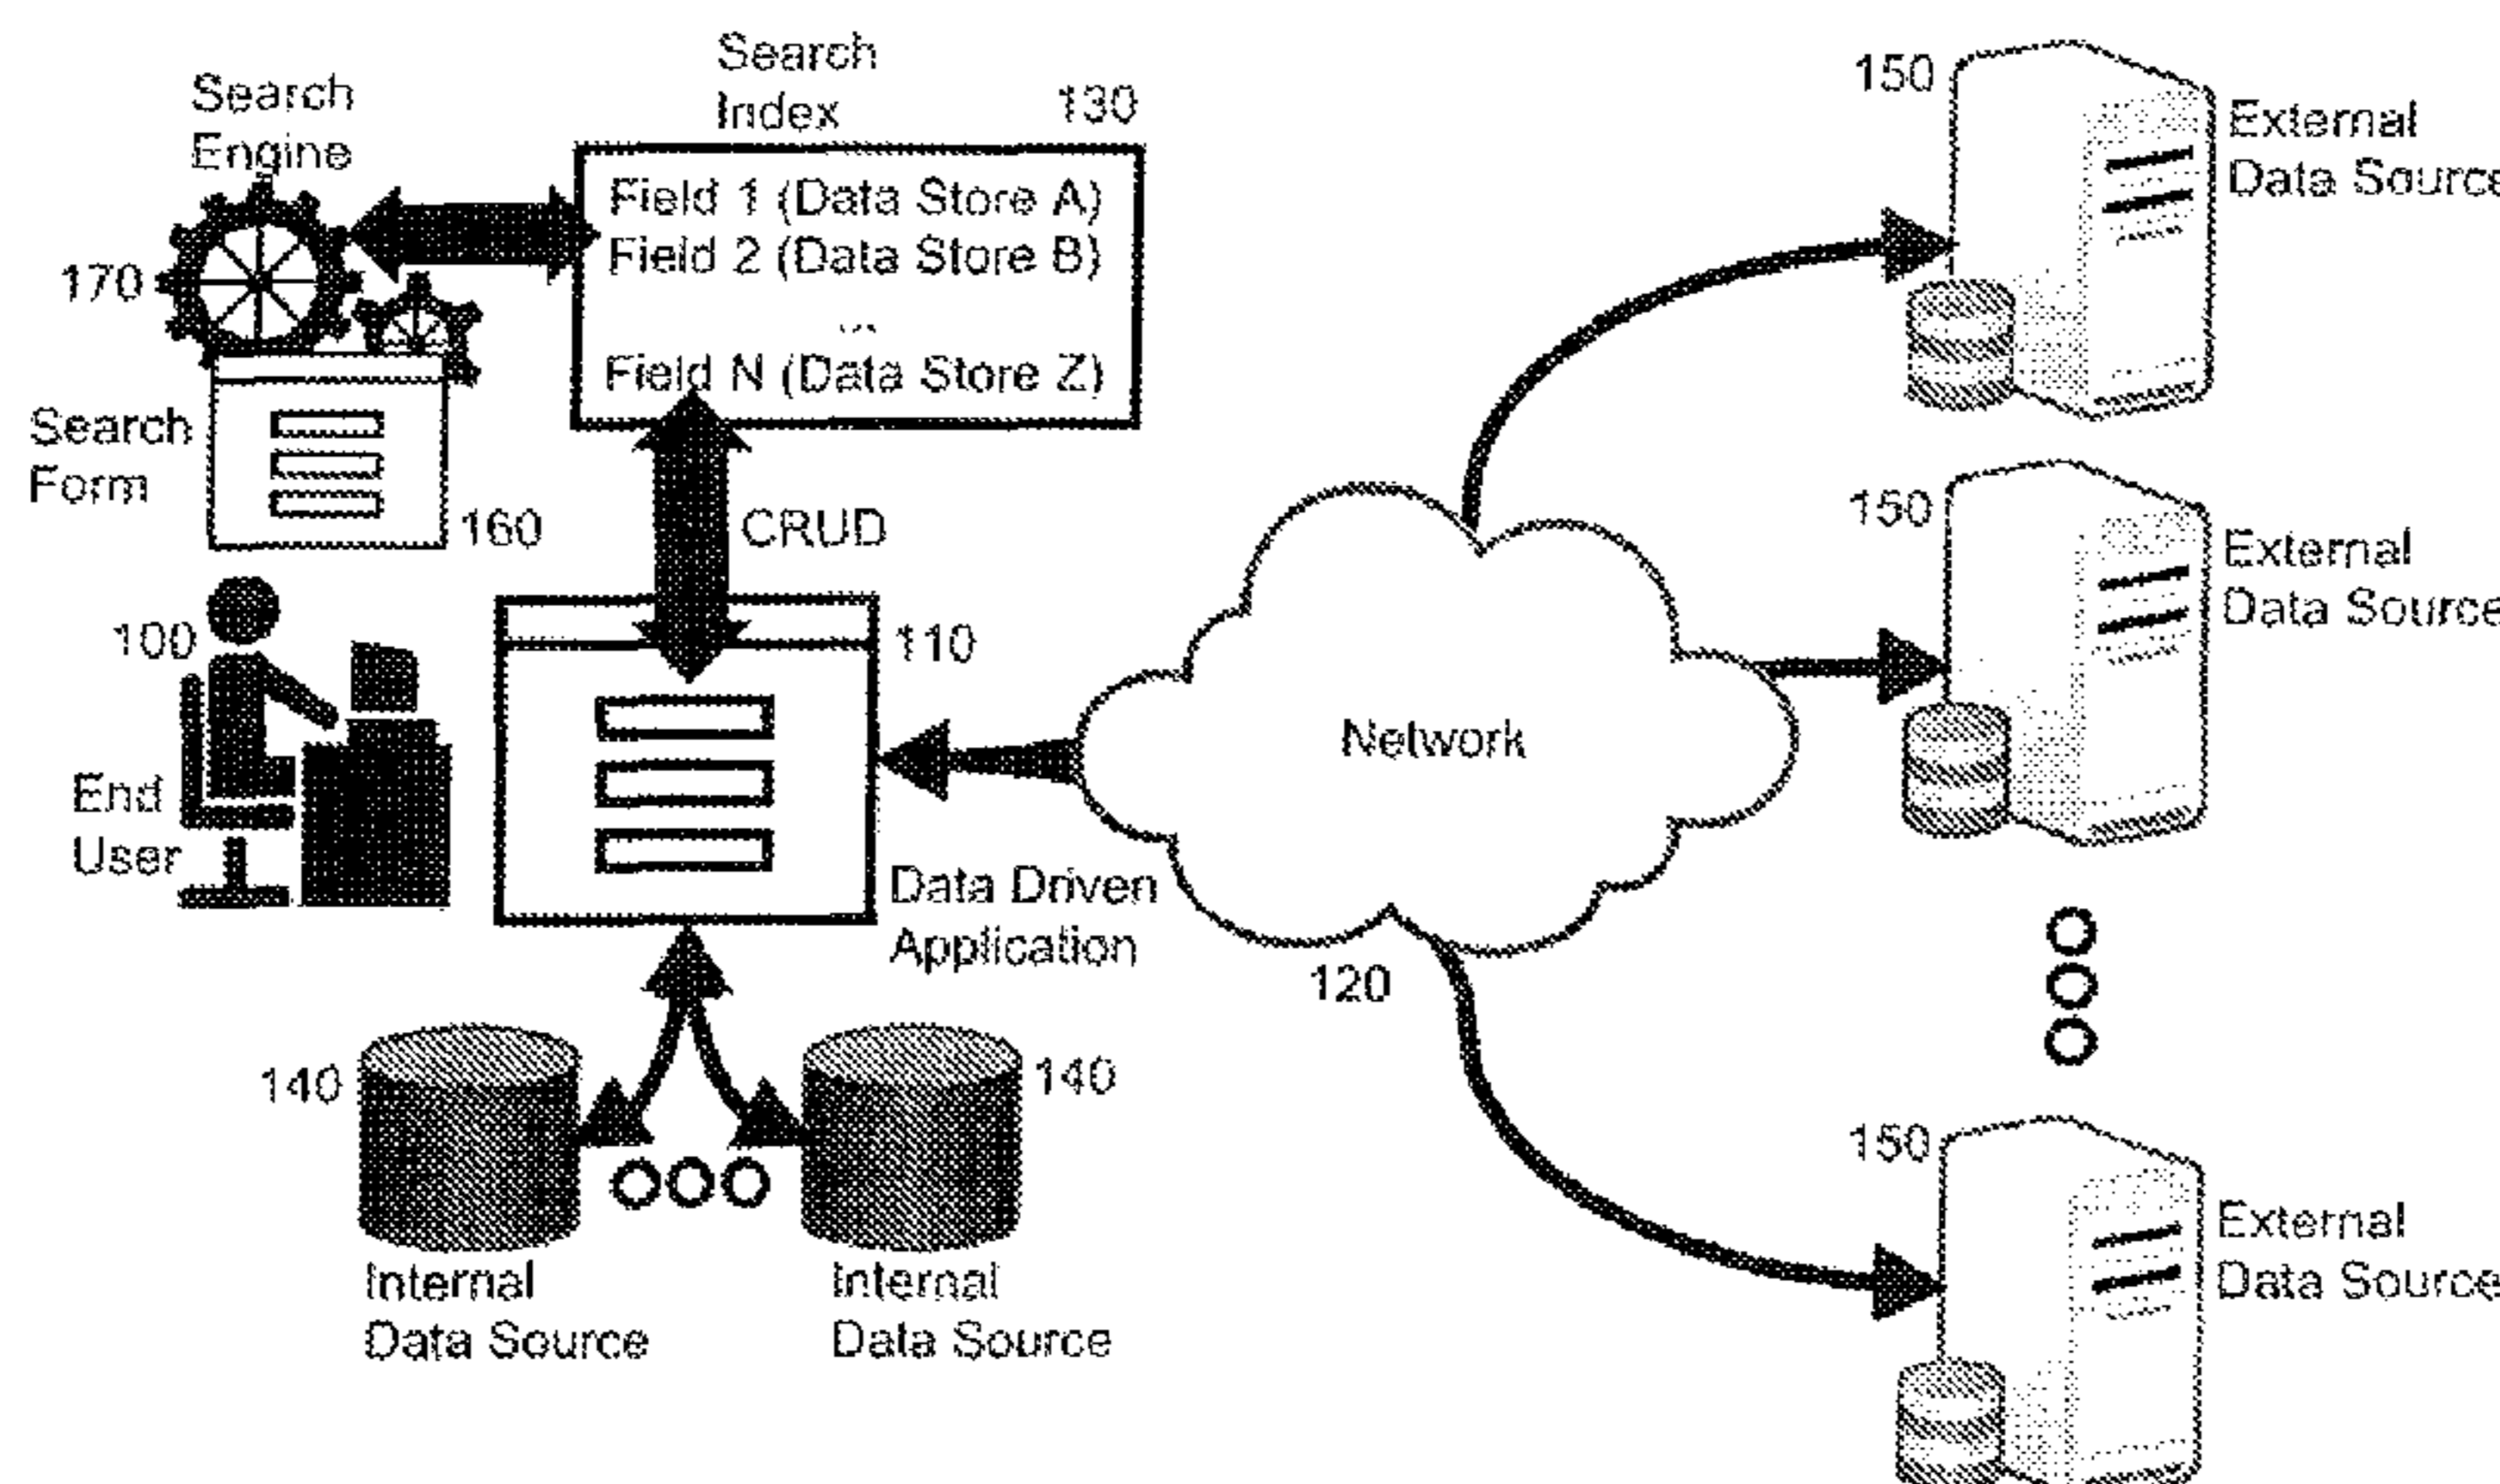 Search
Engine
170
Search
Index
130
Field 1 (Data Store A)
Field 2 (Data Store B)
...
Field N (Data Store Z)
Search
Form
160
CRUD
100
End
User
110
Data Driven
Application
Network
120
140
Internal
Data Source
140
Internal
Data Source
150
External
Data Source
150
External
Data Source
150
External
Data Source